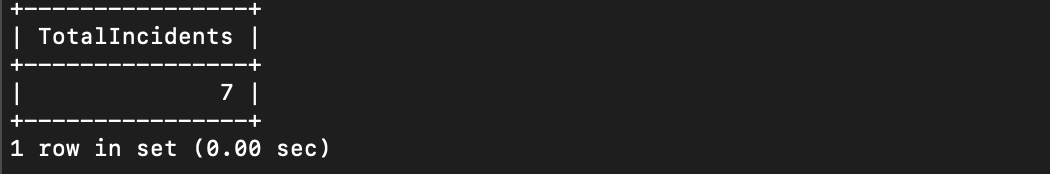 +----------------+
| TotalIncidents |
+----------------+
|              7 |
+----------------+
1 row in set (0.00 sec)